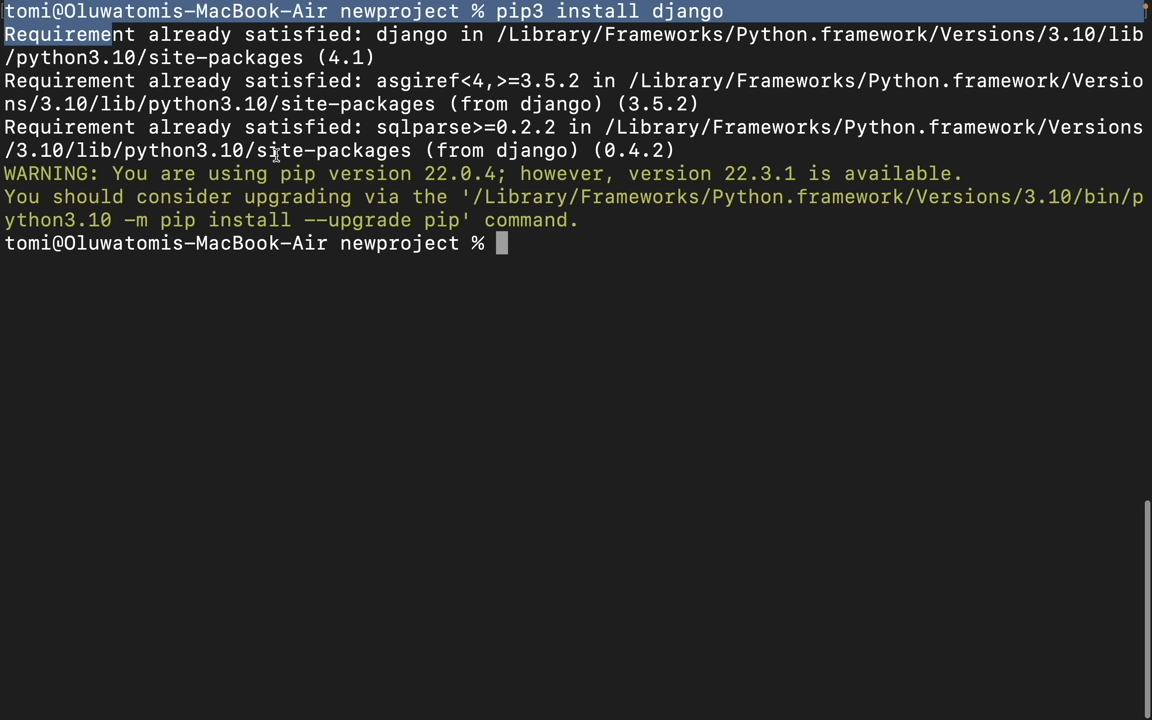 tomi@Oluwatomis-MacBook-Air newproject % pip3 install django
Requirement already satisfied: django in /Library/Frameworks/Python.framework/Versions/3.10/lib
/python3.10/site-packages (4.1)
Requirement already satisfied: asgiref<4,>=3.5.2 in /Library/Frameworks/Python.framework/Versio
ns/3.10/lib/python3.10/site-packages (from django) (3.5.2)
Requirement already satisfied: sqlparse>=0.2.2 in /Library/Frameworks/Python.framework/Versions
/3.10/lib/python3.10/site-packages (from django) (0.4.2)
WARNING: You are using pip version 22.0.4; however, version 22.3.1 is available.
You should consider upgrading via the '/Library/Frameworks/Python.framework/Versions/3.10/bin/p
ython3.10 -m pip install --upgrade pip' command.
tomi@Oluwatomis-MacBook-Air newproject %